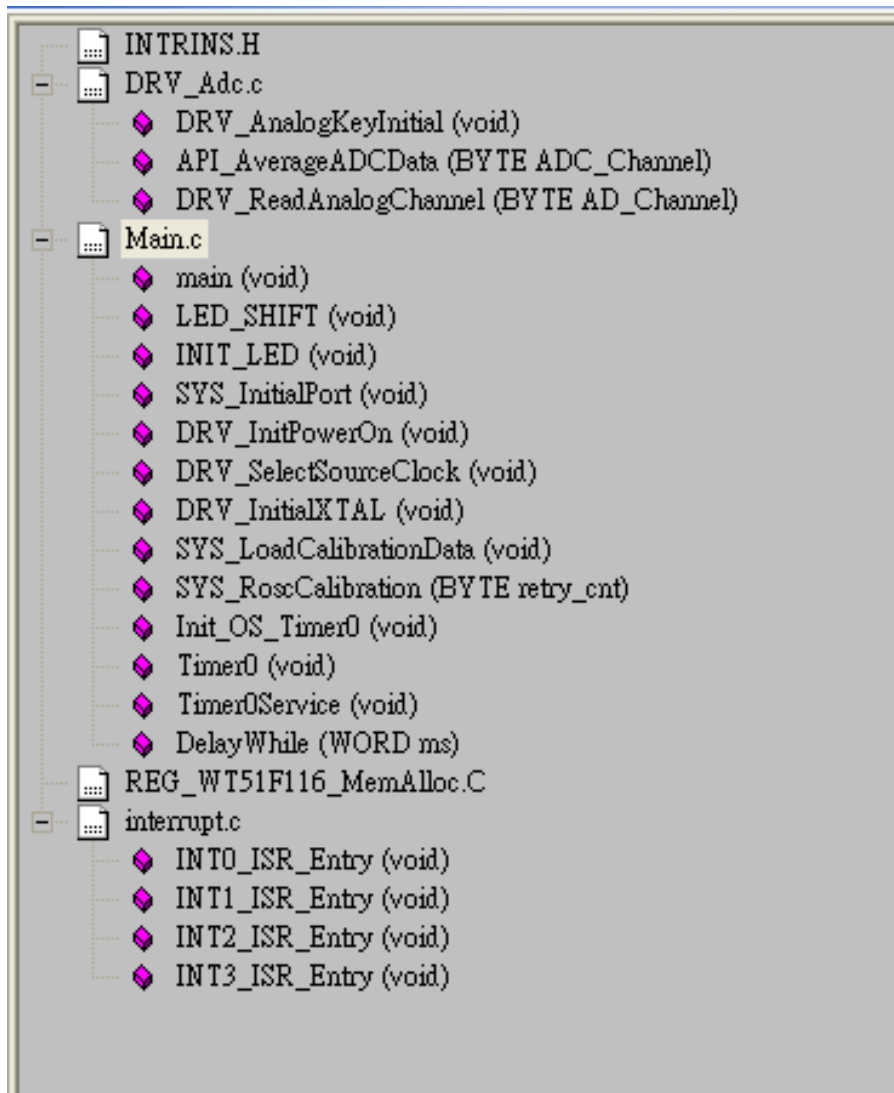 INTRINS.H
DRV_Adc.c
DRV_AnalogKeyInitial (void)
API_AverageADCData (BYTE ADC_Channel)
DRV_ReadAnalogChannel (BYTE AD_Channel)
Main.c
main (void)
LED_SHIFT (void)
INIT_LED (void)
SYS_InitialPort (void)
DRV_InitPowerOn (void)
DRV_SelectSourceClock (void)
DRV_InitialXTAL (void)
SYS_LoadCalibrationData (void)
SYS_RoscCalibration (BYTE retry_cnt)
Init_OS_Timer0 (void)
Timer0 (void)
Timer0Service (void)
DelayWhile (WORD ms)
REG_WT51F116_MemAlloc.C
interrupt.c
INT0_ISR_Entry (void)
INT1_ISR_Entry (void)
INT2_ISR_Entry (void)
INT3_ISR_Entry (void)